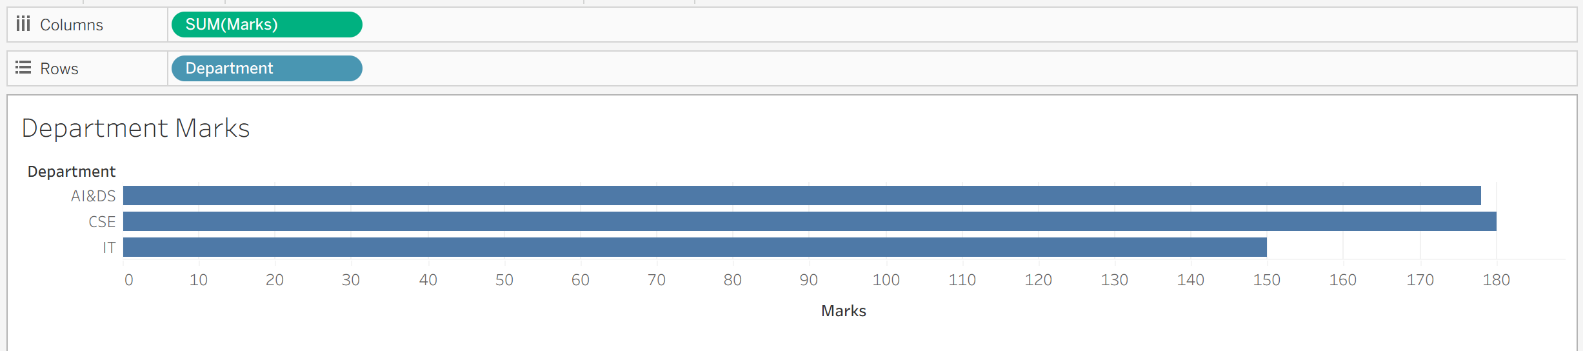 Columns SUM(Marks)
Rows Department
Department Marks
Department
AI&DS
CSE
IT
0 10 20 30 40 50 60 70 80 90 100 110 120 130 140 150 160 170 180
Marks